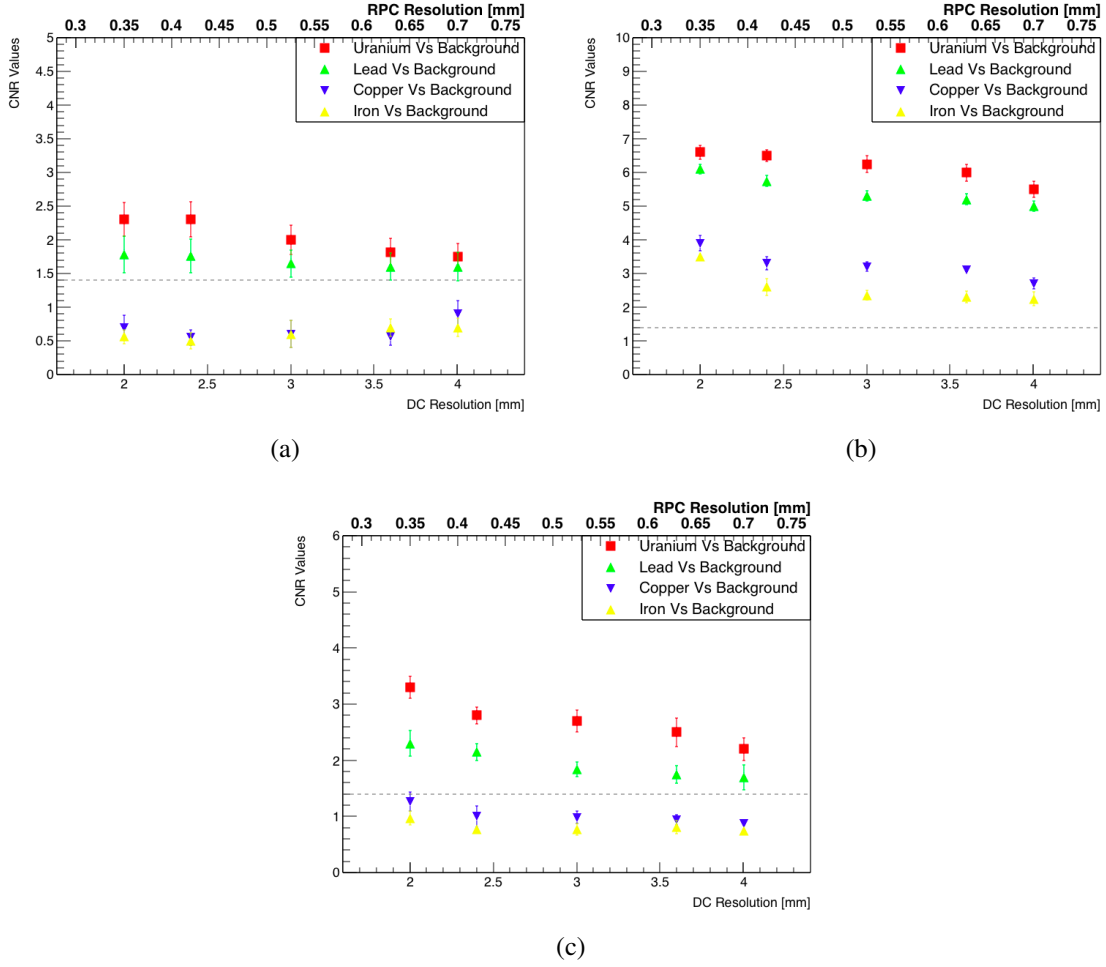 RPC Resolution [mm]
0.3 0.35 0.4 0.45 0.5 0.55 0.6 0.65 0.7 0.75
CNR Values
5
4.5
4
3.5
3
2.5
2
1.5
1
0.5
0
Uranium Vs Background
Lead Vs Background
Copper Vs Background
Iron Vs Background
2 2.5 3 3.5 4
DC Resolution [mm]
(a)
RPC Resolution [mm]
0.3 0.35 0.4 0.45 0.5 0.55 0.6 0.65 0.7 0.75
CNR Values
10
9
8
7
6
5
4
3
2
1
0
Uranium Vs Background
Lead Vs Background
Copper Vs Background
Iron Vs Background
2 2.5 3 3.5 4
DC Resolution [mm]
(b)
RPC Resolution [mm]
0.3 0.35 0.4 0.45 0.5 0.55 0.6 0.65 0.7 0.75
CNR Values
6
5
4
3
2
1
0
Uranium Vs Background
Lead Vs Background
Copper Vs Background
Iron Vs Background
2 2.5 3 3.5 4
DC Resolution [mm]
(c)